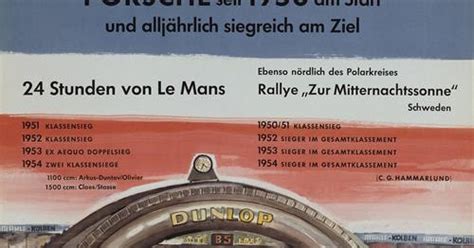 PORSCHE seit 1950 am Start
und alljährlich siegreich am Ziel
24 Stunden von Le Mans
1951 KLASSENSIEG
1952 KLASSENSIEG
1953 EX AEQUO DOPPELSIEG
1954 ZWEI KLASSENSIEGE
1100 ccm: Arkus-Duntov/Olivier
1500 ccm: Claes/Stasse
Ebenso nördlich des Polarkreises
Rallye „Zur Mitternachtssonne"
Schweden
1950/51 KLASSENSIEG
1952 SIEGER IM GESAMTKLASSEMENT
1953 SIEGER IM GESAMTKLASSEMENT
1954 SIEGER IM GESAMTKLASSEMENT
(C. G. HAMMARLUND)
DUNLOP
KOLBEN
KOLBEN